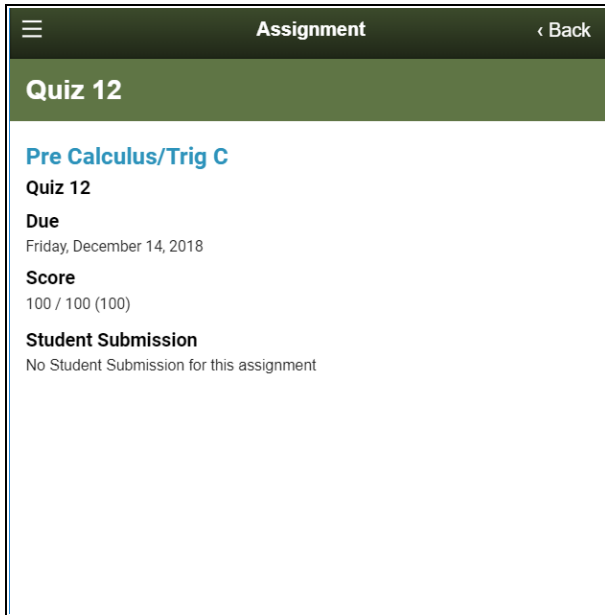 Assignment
‹ Back
Quiz 12
Pre Calculus/Trig C
Quiz 12
Due
Friday, December 14, 2018
Score
100 / 100 (100)
Student Submission
No Student Submission for this assignment